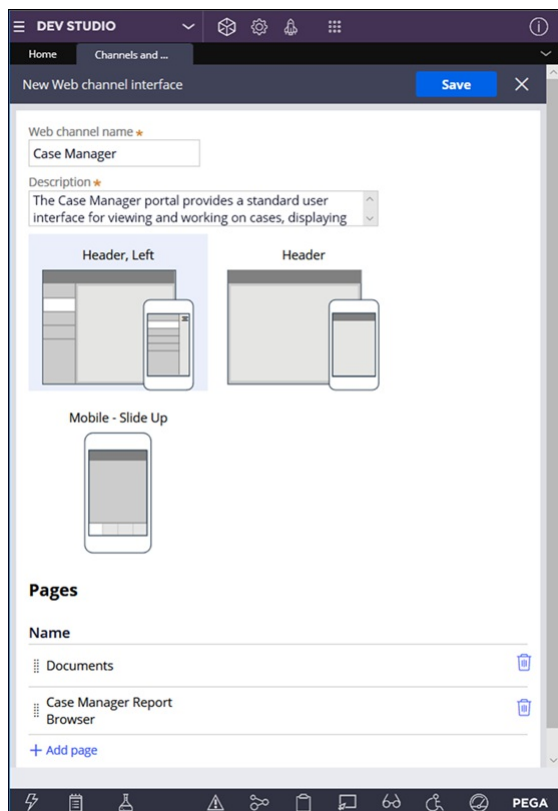 DEV STUDIO
Home
Channels and ...
New Web channel interface
Save
Web channel name ★
Case Manager
Description ★
The Case Manager portal provides a standard user
interface for viewing and working on cases, displaying
Header, Left
Header
Mobile - Slide Up
Pages
Name
Documents
Case Manager Report
Browser
+ Add page
PEGA